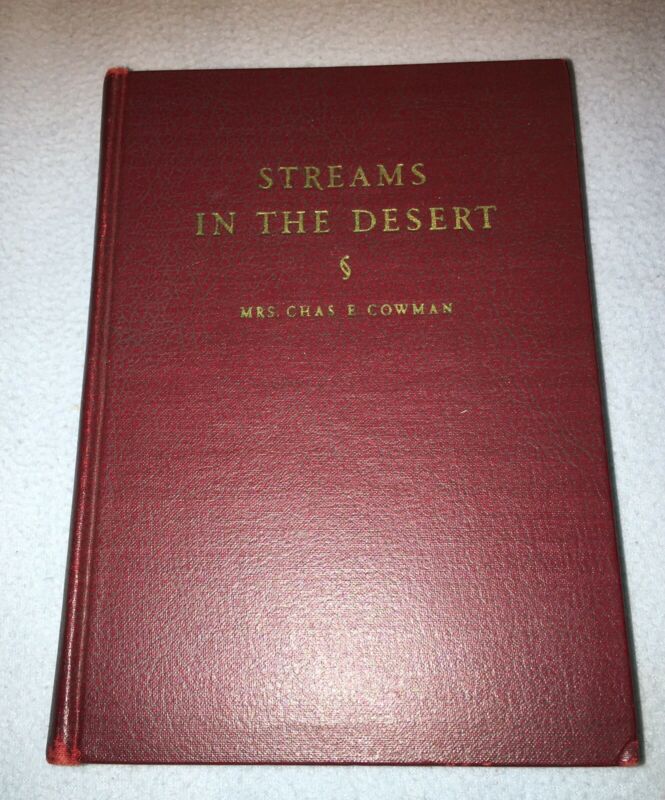 STREAMS
IN THE DESERT
§
MRS. CHAS E COWMAN